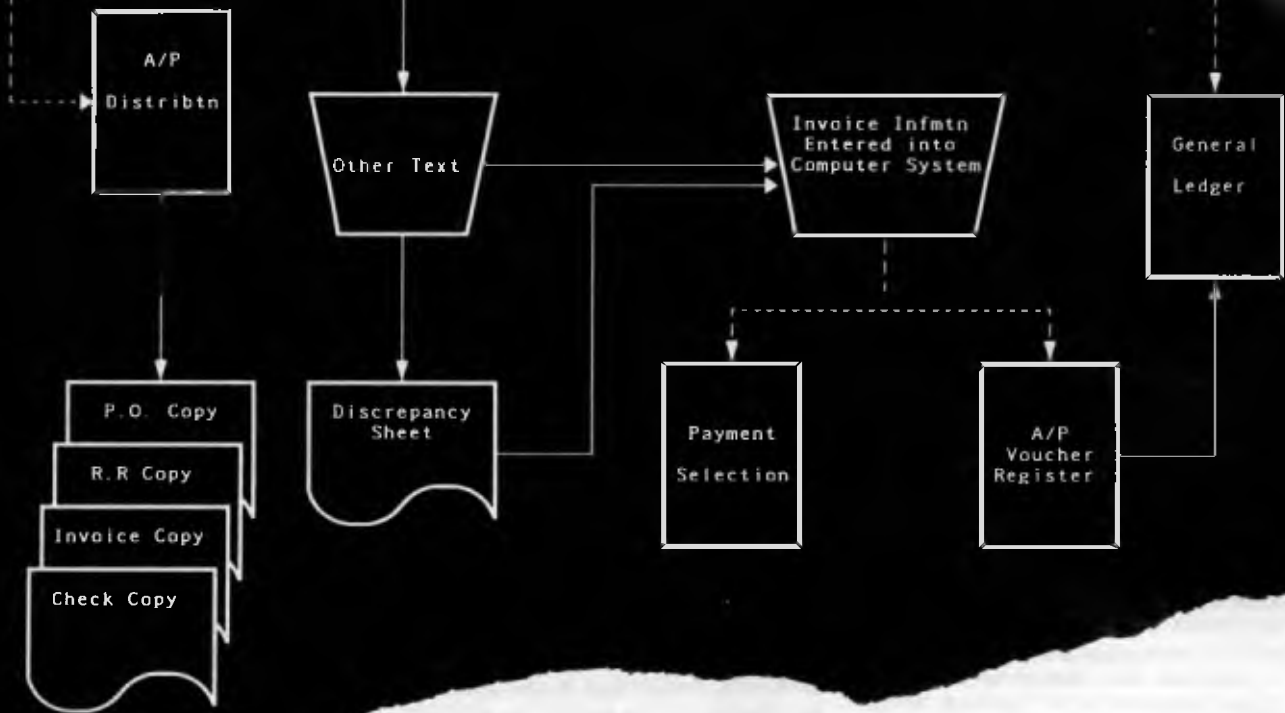 A/P
Distribtn
Other Text
Invoice Infmtn
Entered into
Computer System
General
Ledger
P.O. Copy
R.R Copy
Invoice Copy
Check Copy
Discrepancy
Sheet
Payment
Selection
A/P
Voucher
Register